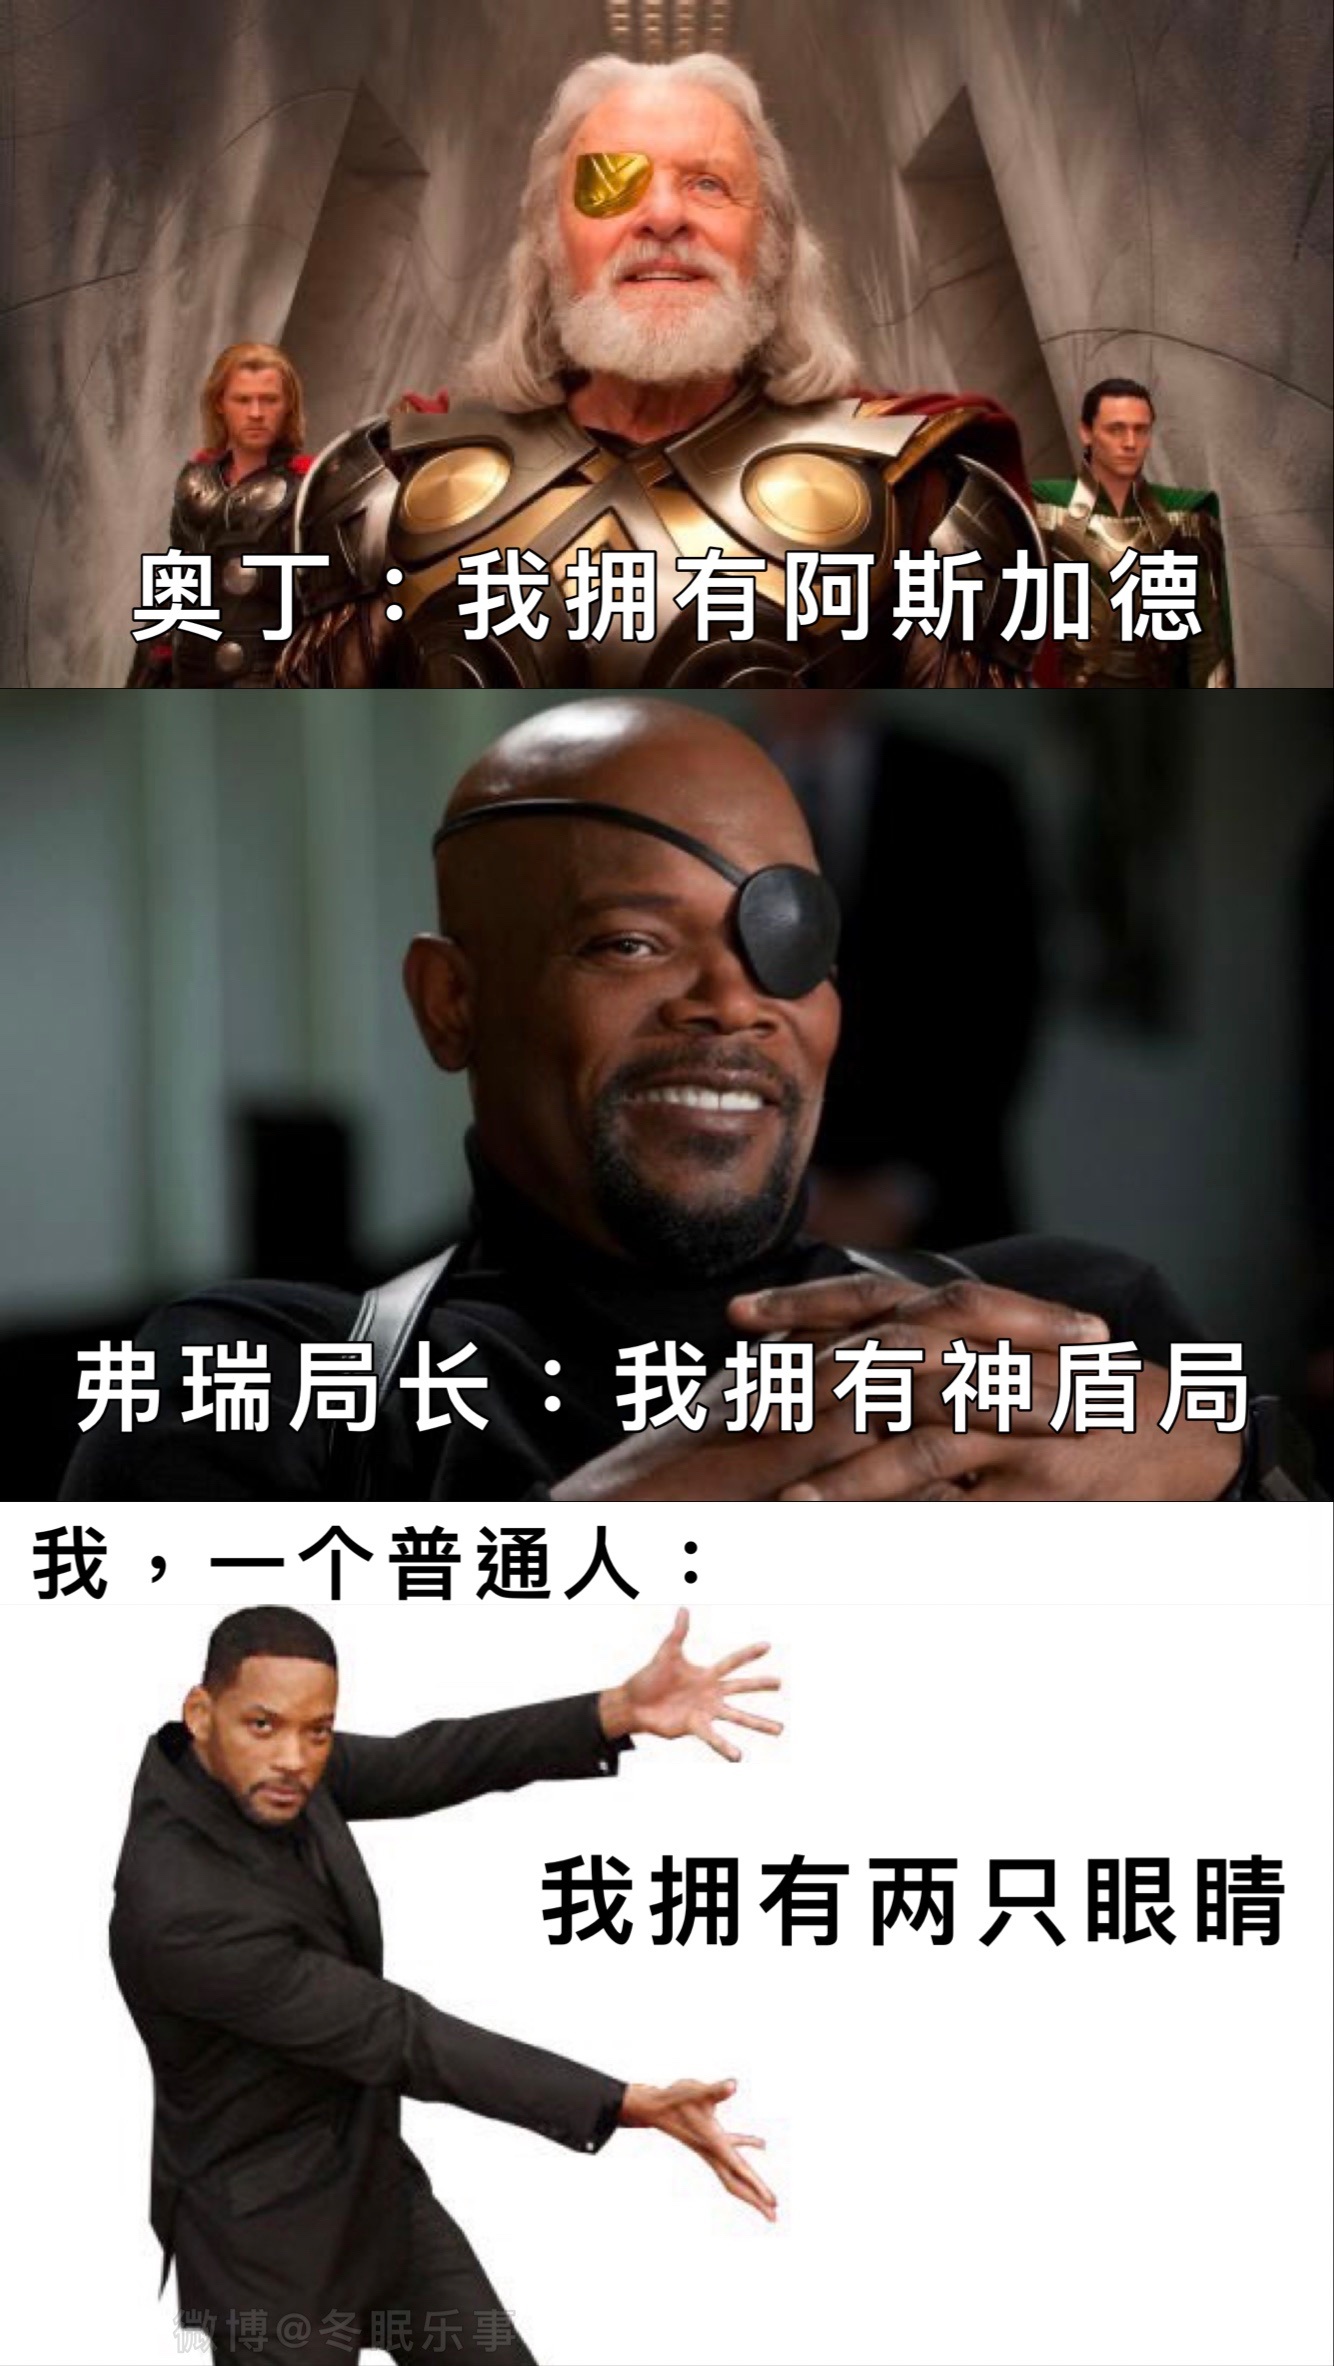 奥丁：我拥有阿斯加德
弗瑞局长：我拥有神盾局
我，一个普通人：
我拥有两只眼睛
微博@冬眠乐事